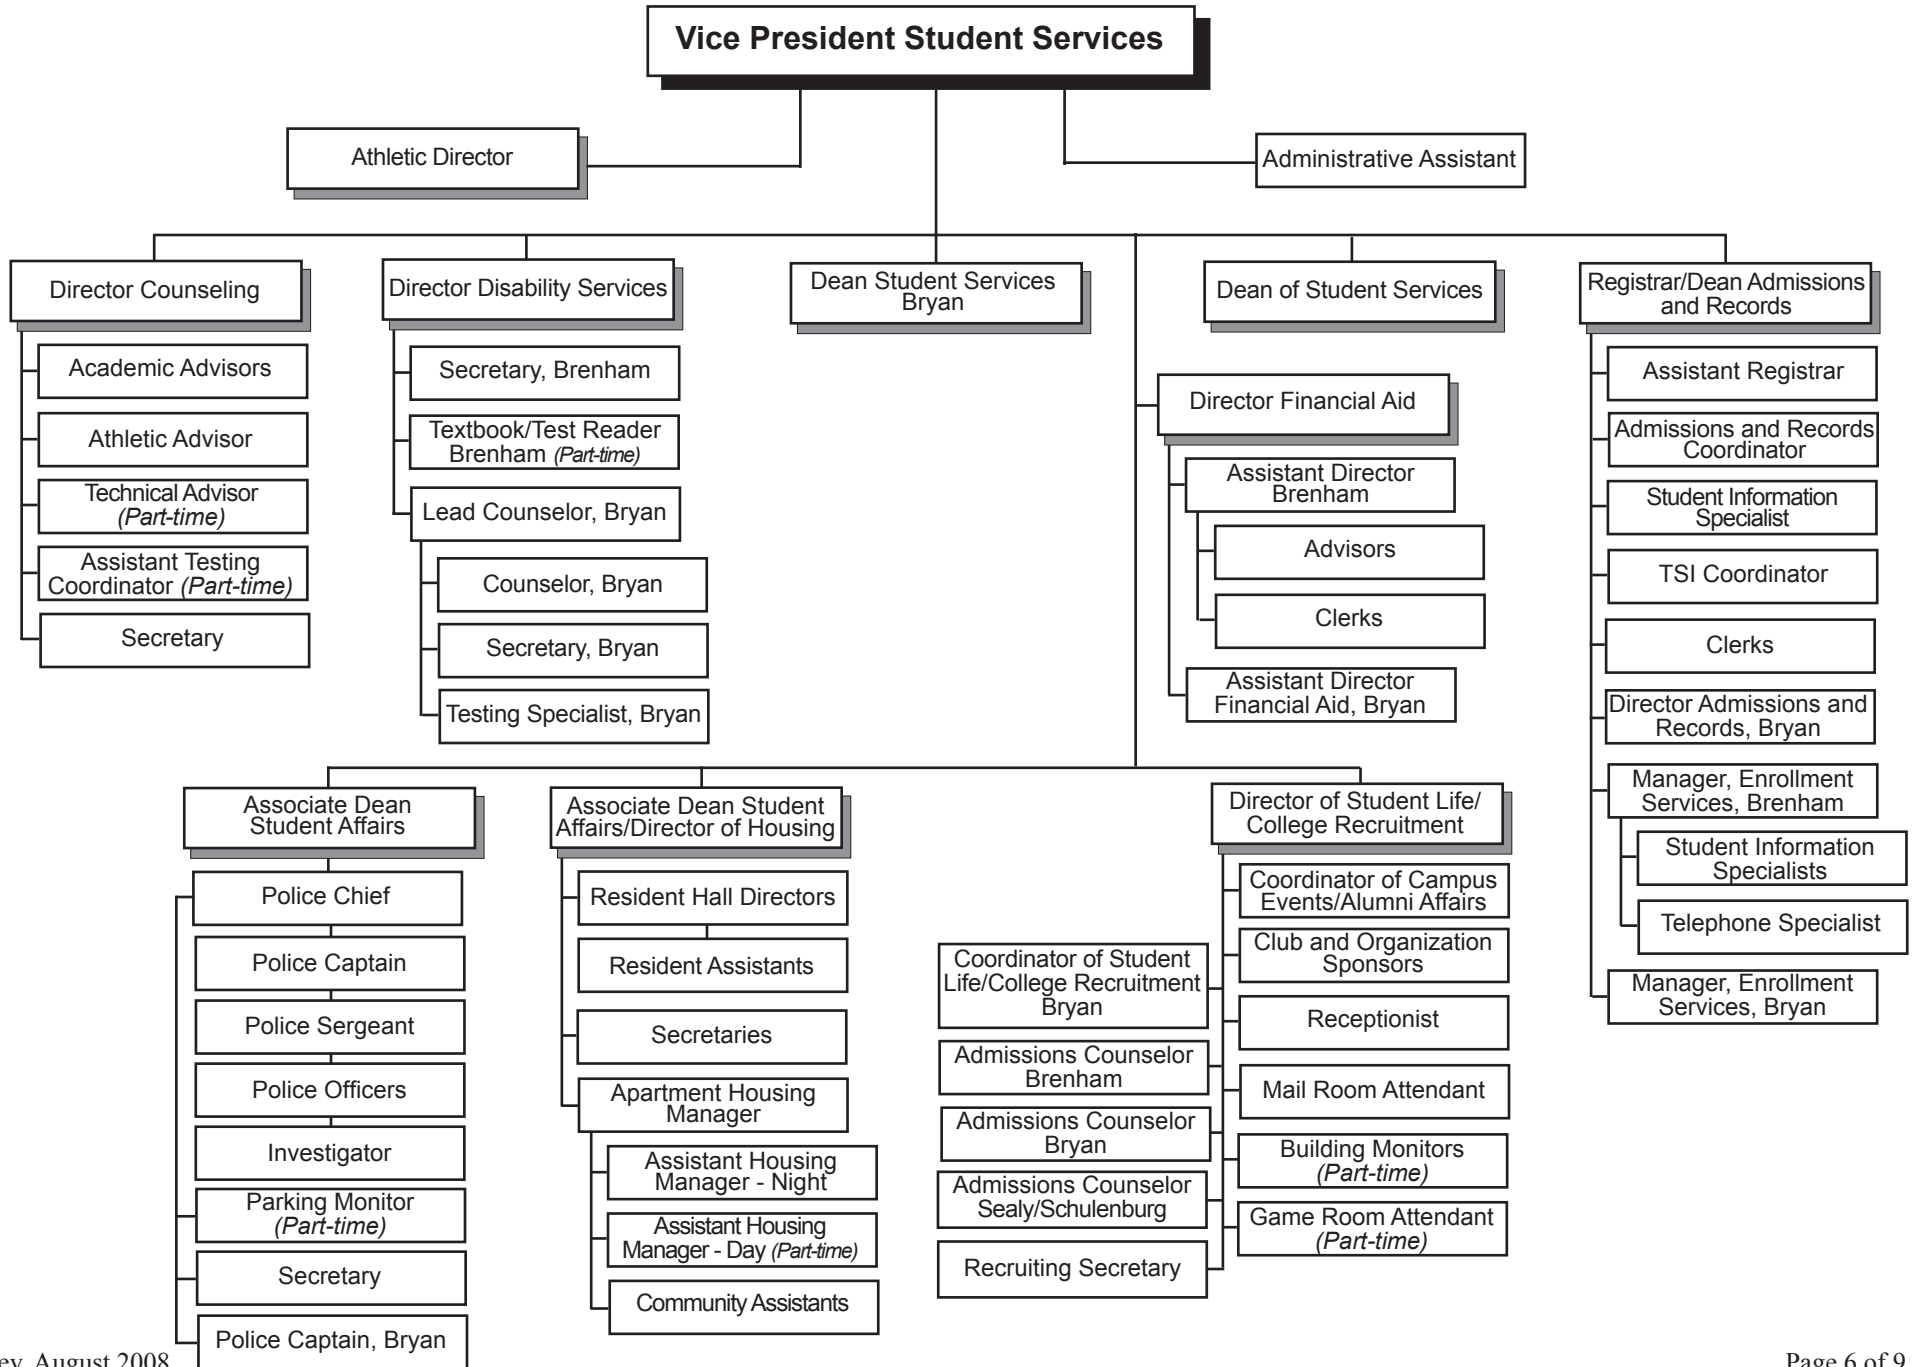 Vice President Student Services
Athletic Director
Administrative Assistant
Director Counseling
Academic Advisors
Athletic Advisor
Technical Advisor
(Part-time)
Assistant Testing
Coordinator (Part-time)
Secretary
Director Disability Services
Secretary, Brenham
Textbook/Test Reader
Brenham (Part-time)
Lead Counselor, Bryan
Counselor, Bryan
Secretary, Bryan
Testing Specialist, Bryan
Dean Student Services
Bryan
Dean of Student Services
Director Financial Aid
Assistant Director
Brenham
Advisors
Clerks
Assistant Director
Financial Aid, Bryan
Registrar/Dean Admissions
and Records
Assistant Registrar
Admissions and Records
Coordinator
Student Information
Specialist
TSI Coordinator
Clerks
Director Admissions and
Records, Bryan
Manager, Enrollment
Services, Brenham
Student Information
Specialists
Telephone Specialist
Manager, Enrollment
Services, Bryan
Associate Dean
Student Affairs
Police Chief
Police Captain
Police Sergeant
Police Officers
Investigator
Parking Monitor
(Part-time)
Secretary
Police Captain, Bryan
Associate Dean Student
Affairs/Director of Housing
Resident Hall Directors
Resident Assistants
Secretaries
Apartment Housing
Manager
Assistant Housing
Manager - Night
Assistant Housing
Manager - Day (Part-time)
Community Assistants
Director of Student Life/
College Recruitment
Coordinator of Student
Life/College Recruitment
Bryan
Admissions Counselor
Brenham
Admissions Counselor
Bryan
Admissions Counselor
Sealy/Schulenburg
Recruiting Secretary
Coordinator of Campus
Events/Alumni Affairs
Club and Organization
Sponsors
Receptionist
Mail Room Attendant
Building Monitors
(Part-time)
Game Room Attendant
(Part-time)
August 2008
Page 6 of 9